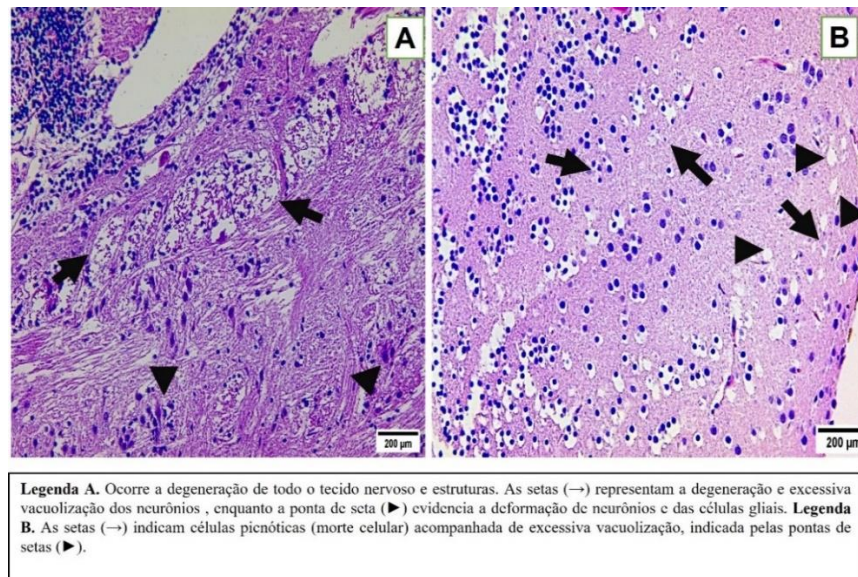 A
B
200 µm
200 µm
Legenda A. Ocorre a degeneração de todo o tecido nervoso e estruturas. As setas (→) representam a degeneração e excessiva
vacuolização dos neurônios , enquanto a ponta de seta (►) evidencia a deformação de neurônios e das células gliais. Legenda
B. As setas (→) indicam células picnóticas (morte celular) acompanhada de excessiva vacuolização, indicada pelas pontas de
setas (►).